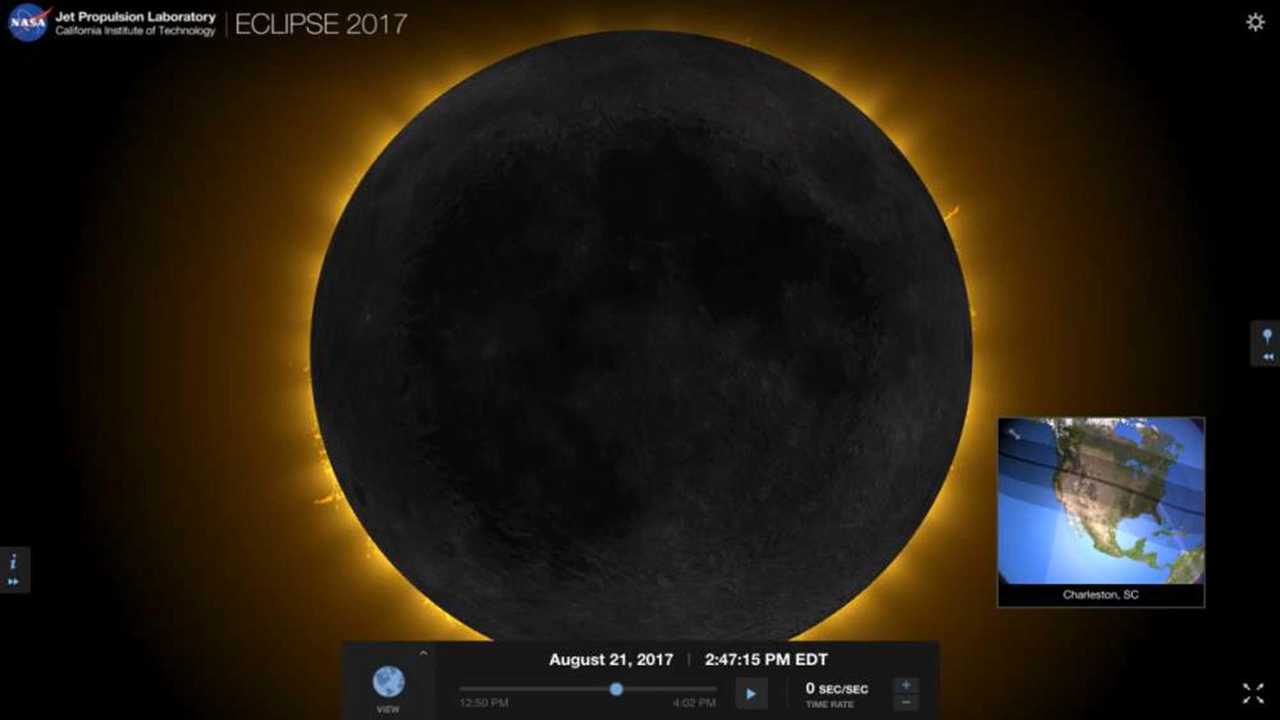 NASA
Jet Propulsion Laboratory
California Institute of Technology
ECLIPSE 2017
i
Charleston, SC
August 21, 2017 | 2:47:15 PM EDT
12:50 PM
4:02 PM
0 SEC/SEC
TIME RATE
VIEW